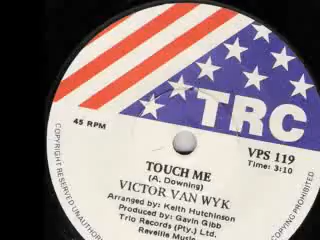 TRC
45 RPM
VPS 119
Time: 3:10
TOUCH ME
(A. Downing)
VICTOR VAN WYK
Arranged by: Keith Hutchinson
Produced by: Gavin Gibb
Trio Records (Pty.) Ltd.
Reveille Music
COPYRIGHT RESERVED UNAUTHORISED
COPYING PROHIBITED